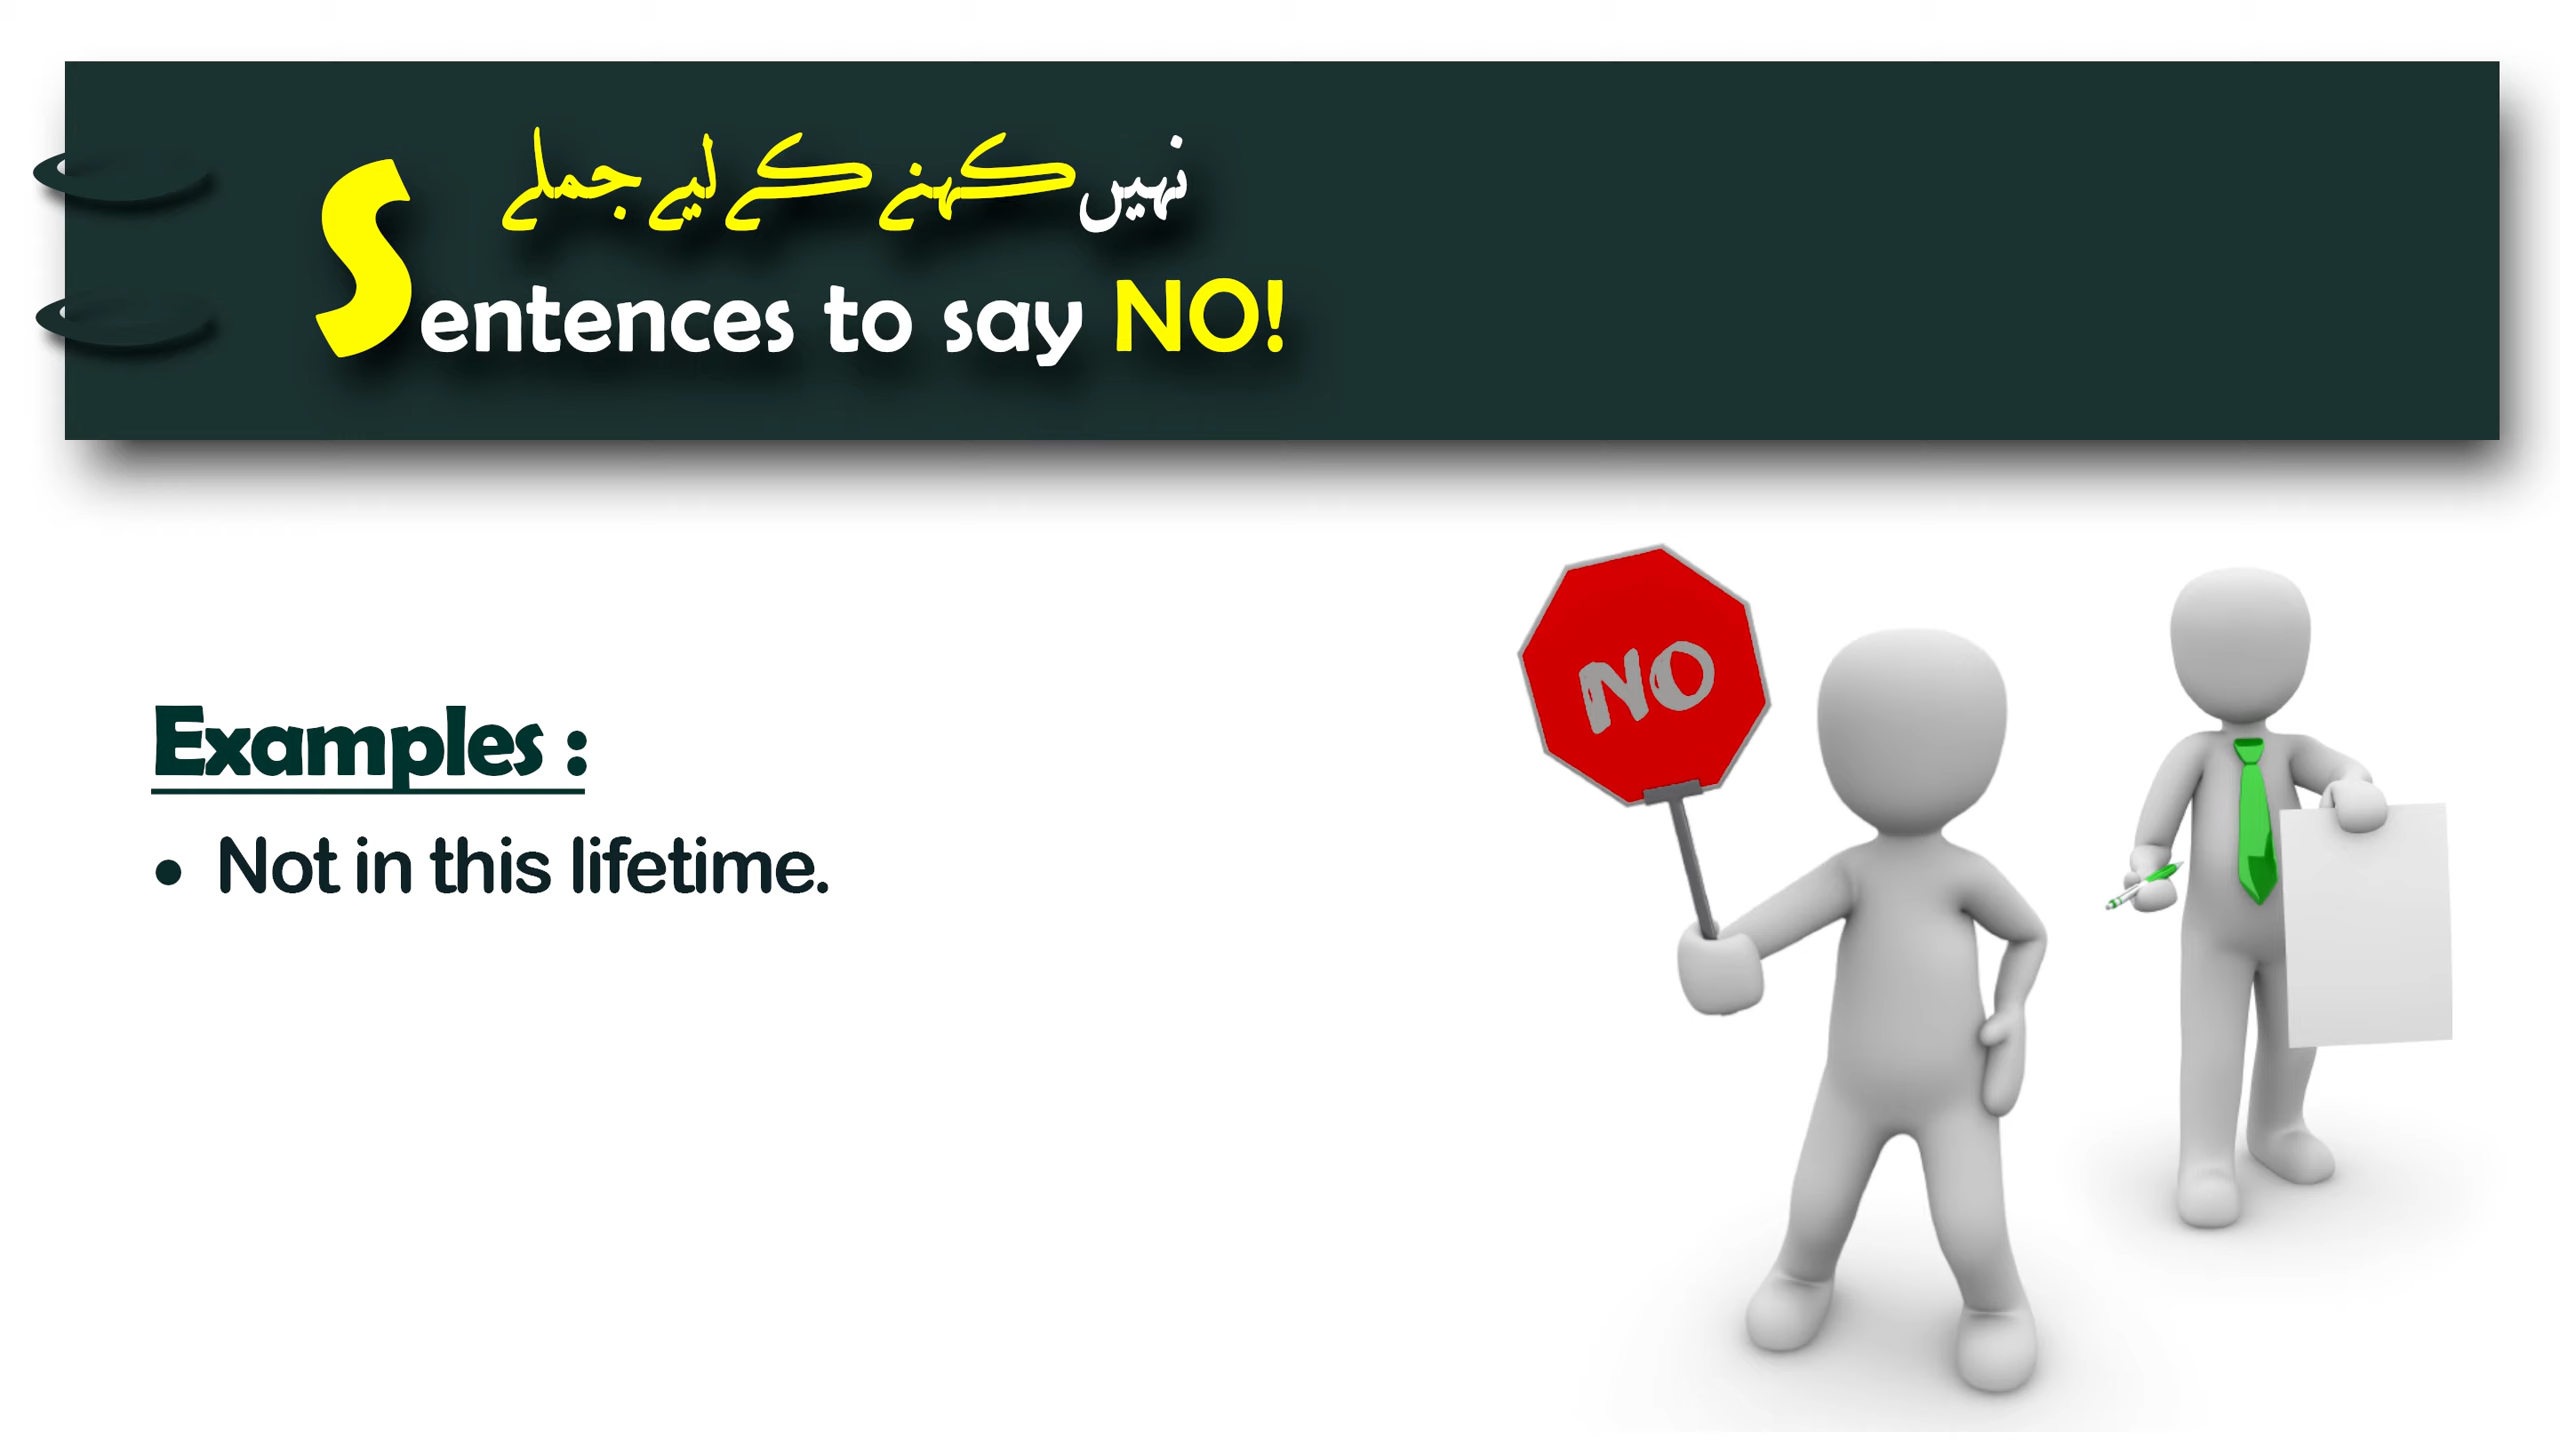 نہیں کہنے کے لیے جملے
Sentences to say NO!
NO
Examples :
• Not in this lifetime.